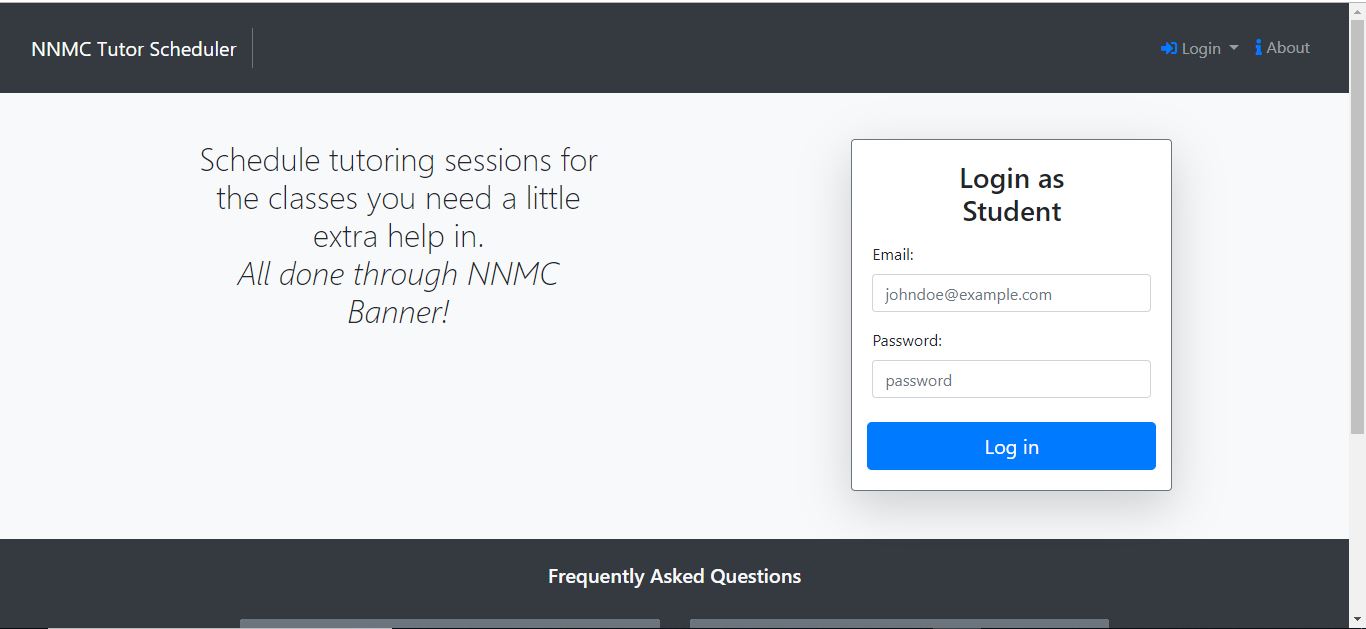 NNMC Tutor Scheduler
Login
About
Schedule tutoring sessions for
the classes you need a little
extra help in.
All done through NNMC
Banner!
Login as
Student
Email:
johndoe@example.com
Password:
password
Log in
Frequently Asked Questions